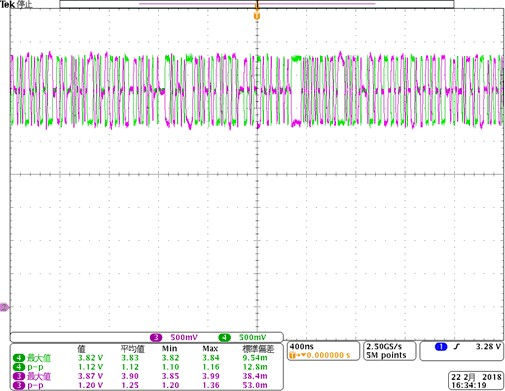 Tek 停止
T
3 500mV 4 500mV
值 平均值 Min Max 標準偏差
4 最大值 3.82 V 3.83 3.82 3.84 9.54m
4 p-p 1.12 V 1.12 1.10 1.16 12.8m
3 最大值 3.87 V 3.90 3.85 3.99 38.4m
3 p-p 1.20 V 1.25 1.20 1.36 53.0m
400ns
T→▼0.000000 s
2.50GS/s
5M points
1 3.28 V
22 2月 2018
16:34:19